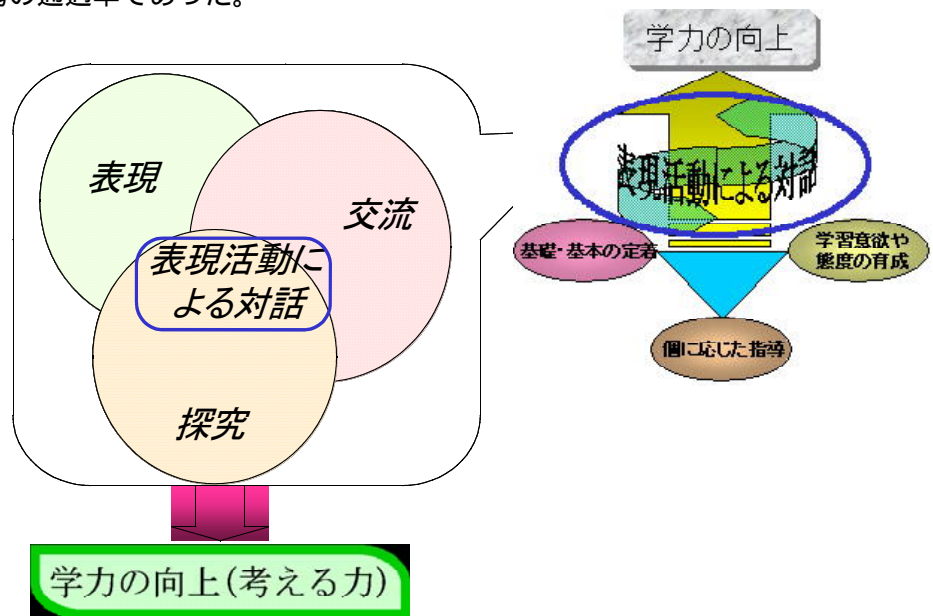 の通過率であった。
学力の向上
表現
交流
表現活動に
よる対話
探究
学力の向上(考える力)
表現活動による対話
基礎・基本の定着
学習意欲や
態度の育成
個に応じた指導